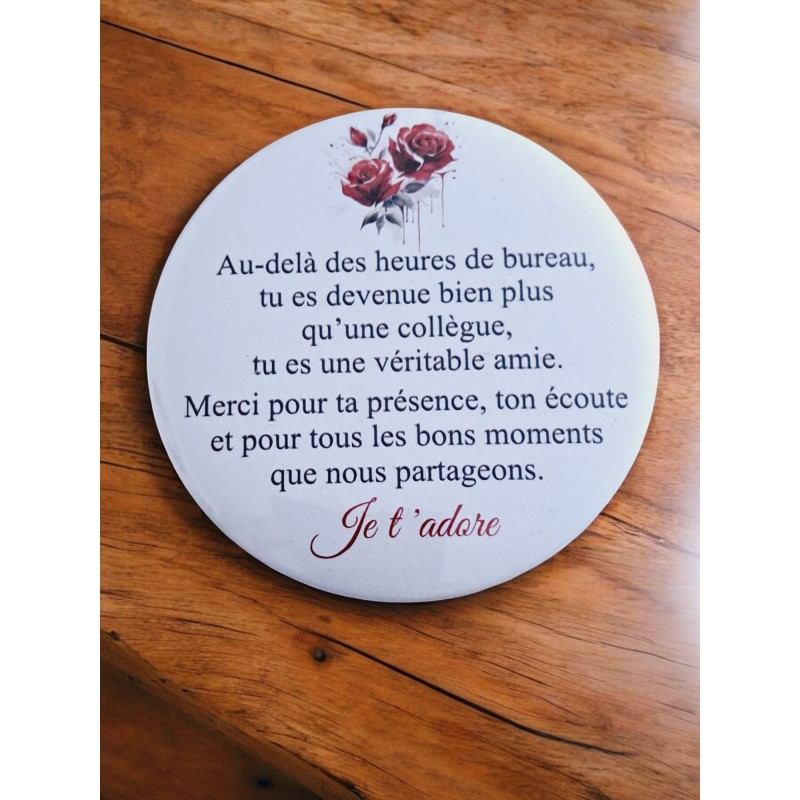 Au-delà des heures de bureau,
tu es devenue bien plus
qu’une collègue,
tu es une véritable amie.
Merci pour ta présence, ton écoute
et pour tous les bons moments
que nous partageons.
Je t’adore